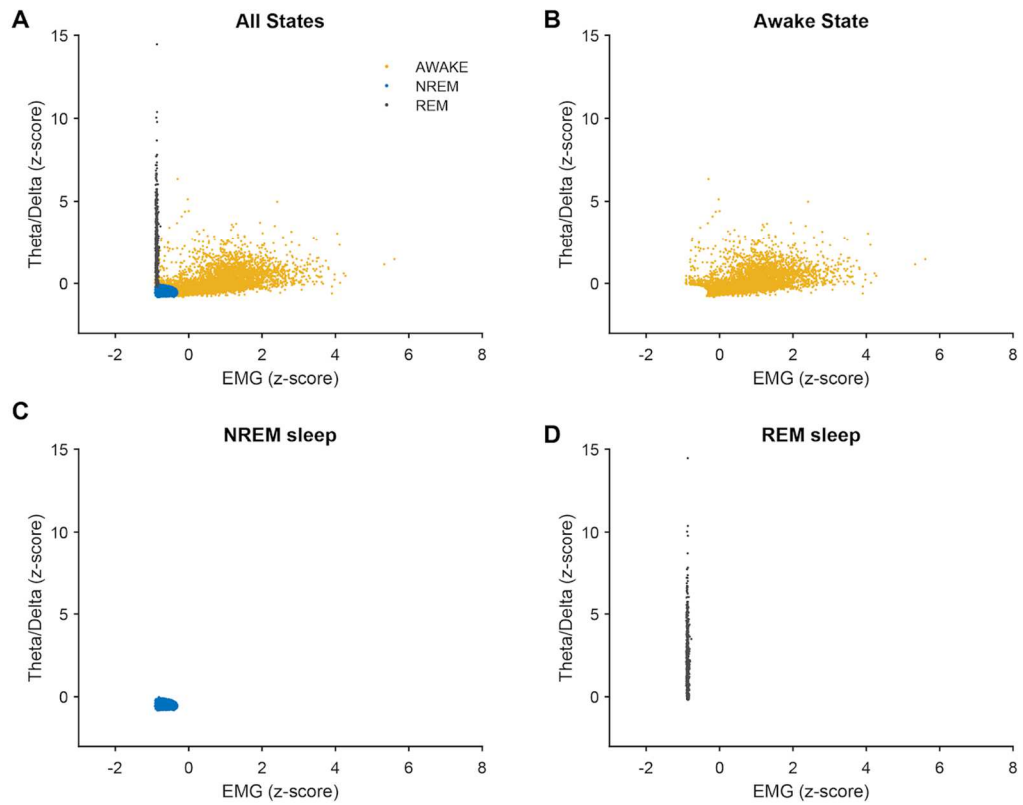 A
All States
15
10
5
0
Theta/Delta (z-score)
AWAKE
NREM
REM
-2 0 2 4 6 8
EMG (z-score)
B
Awake State
15
10
5
0
Theta/Delta (z-score)
-2 0 2 4 6 8
EMG (z-score)
C
NREM sleep
15
10
5
0
Theta/Delta (z-score)
-2 0 2 4 6 8
EMG (z-score)
D
REM sleep
15
10
5
0
Theta/Delta (z-score)
-2 0 2 4 6 8
EMG (z-score)